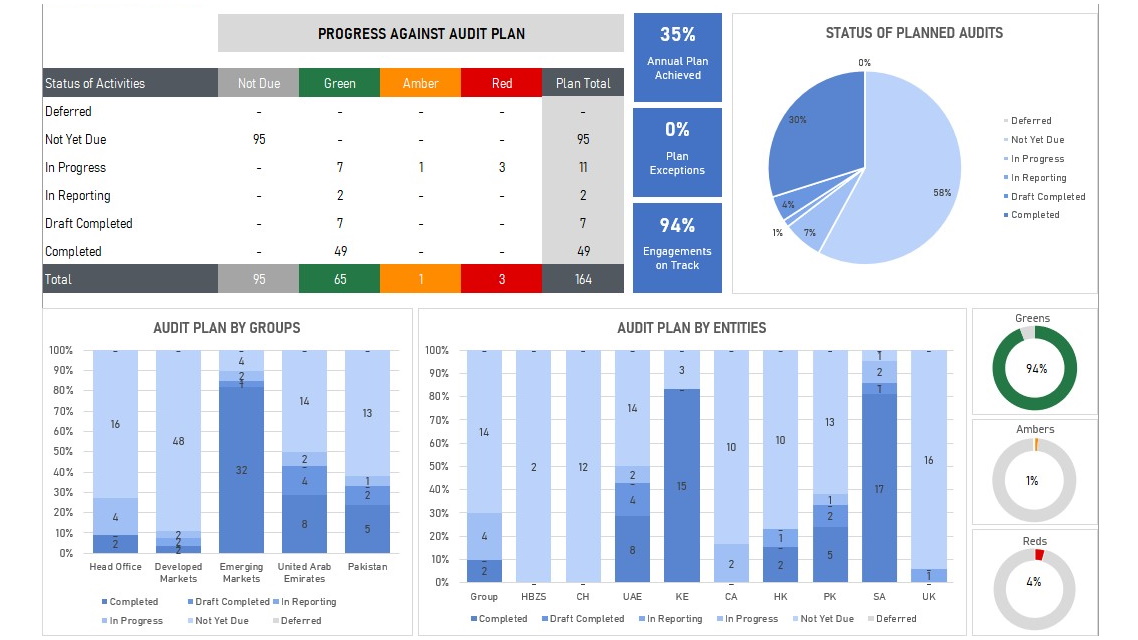 PROGRESS AGAINST AUDIT PLAN
Status of Activities Not Due Green Amber Red Plan Total
Deferred - - - - -
Not Yet Due 95 - - - 95
In Progress - 7 1 3 11
In Reporting - 2 - - 2
Draft Completed - 7 - - 7
Completed - 49 - - 49
Total 95 65 1 3 164
35%
Annual Plan
Achieved
0%
Plan
Exceptions
94%
Engagements
on Track
STATUS OF PLANNED AUDITS
0%
30%
58%
4%
1%
7%
Deferred
Not Yet Due
In Progress
In Reporting
Draft Completed
Completed
AUDIT PLAN BY GROUPS
100%
90%
80%
70%
60%
50%
40%
30%
20%
10%
0%
- 16 4 - 2
- 48 2 2 2
- 4 2 1 32
- 14 2 - 4 8
- 13 1 - 2 5
Head Office
Developed
Markets
Emerging
Markets
United Arab
Emirates
Pakistan
Completed Draft Completed In Reporting
In Progress Not Yet Due Deferred
AUDIT PLAN BY ENTITIES
100%
90%
80%
70%
60%
50%
40%
30%
20%
10%
0%
- 14 4 - 2
- 2 -
- 12 -
- 14 2 - 4 8
- 3 - 15
- 10 2 -
- 10 1 - 2
- 13 1 - 2 5
- 1 2 1 17
- 16 - 1 -
Group HBZS CH UAE KE CA HK PK SA UK
Completed Draft Completed In Reporting In Progress Not Yet Due Deferred
Greens
94%
Ambers
1%
Reds
4%